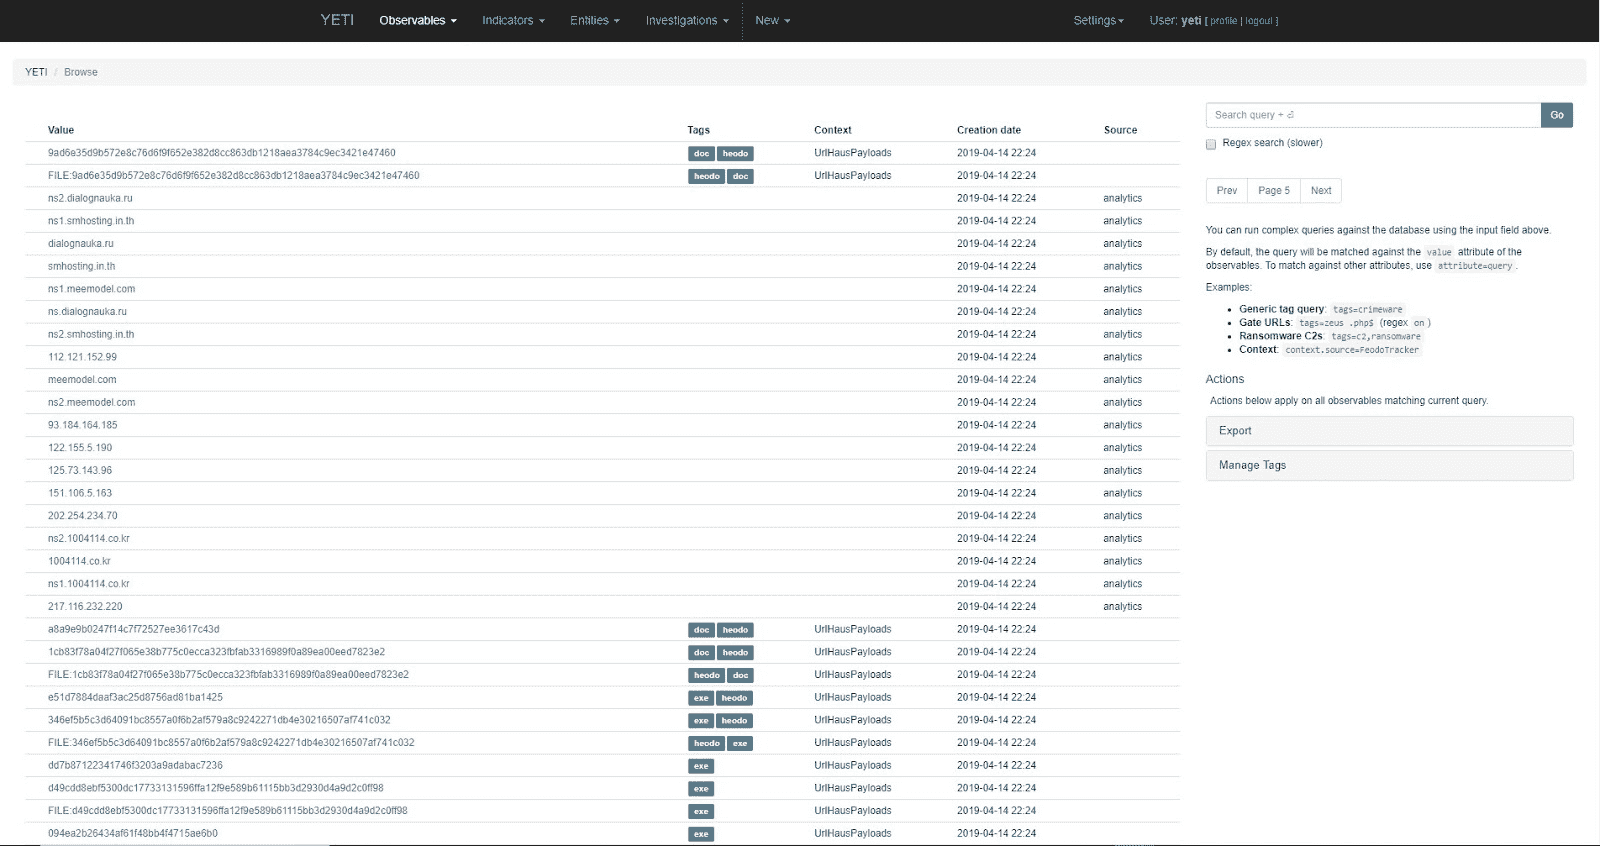 YETI Observables Indicators Entities Investigations New Settings User: yeti [ profile | logout ]
YETI / Browse
Value Tags Context Creation date Source
9ad6e35d9b572e8c76d6f9f652e382d8cc863db1218aea3784c9ec3421e47460 doc heodo UrlHausPayloads 2019-04-14 22:24
FILE:9ad6e35d9b572e8c76d6f9f652e382d8cc863db1218aea3784c9ec3421e47460 heodo doc UrlHausPayloads 2019-04-14 22:24
ns2.dialognauka.ru 2019-04-14 22:24 analytics
ns1.smhosting.in.th 2019-04-14 22:24 analytics
dialognauka.ru 2019-04-14 22:24 analytics
smhosting.in.th 2019-04-14 22:24 analytics
ns1.meemodel.com 2019-04-14 22:24 analytics
ns.dialognauka.ru 2019-04-14 22:24 analytics
ns2.smhosting.in.th 2019-04-14 22:24 analytics
112.121.152.99 2019-04-14 22:24 analytics
meemodel.com 2019-04-14 22:24 analytics
ns2.meemodel.com 2019-04-14 22:24 analytics
93.184.164.185 2019-04-14 22:24 analytics
122.155.5.190 2019-04-14 22:24 analytics
125.73.143.96 2019-04-14 22:24 analytics
151.106.5.163 2019-04-14 22:24 analytics
202.254.234.70 2019-04-14 22:24 analytics
ns2.1004114.co.kr 2019-04-14 22:24 analytics
1004114.co.kr 2019-04-14 22:24 analytics
ns1.1004114.co.kr 2019-04-14 22:24 analytics
217.116.232.220 2019-04-14 22:24 analytics
a8a9e9b0247f14c7f72527ee3617c43d doc heodo UrlHausPayloads 2019-04-14 22:24
1cb83f78a04f27f065e38b775c0ecca323fbfab3316989f0a89ea00eed7823e2 doc heodo UrlHausPayloads 2019-04-14 22:24
FILE:1cb83f78a04f27f065e38b775c0ecca323fbfab3316989f0a89ea00eed7823e2 heodo doc UrlHausPayloads 2019-04-14 22:24
e51d7884daaf3ac25d8756ad81ba1425 exe heodo UrlHausPayloads 2019-04-14 22:24
346ef5b5c3d64091bc8557a0f6b2af579a8c9242271db4e30216507af741c032 exe heodo UrlHausPayloads 2019-04-14 22:24
FILE:346ef5b5c3d64091bc8557a0f6b2af579a8c9242271db4e30216507af741c032 heodo exe UrlHausPayloads 2019-04-14 22:24
dd7b87122341746f3203a9adabac7236 exe UrlHausPayloads 2019-04-14 22:24
d49cdd8ebf5300dc17733131596ffa12f9e589b61115bb3d2930d4a9d2c0ff98 exe UrlHausPayloads 2019-04-14 22:24
FILE:d49cdd8ebf5300dc17733131596ffa12f9e589b61115bb3d2930d4a9d2c0ff98 exe UrlHausPayloads 2019-04-14 22:24
094ea2b26434af61f48bb4f4715ae6b0 exe UrlHausPayloads 2019-04-14 22:24
Search query + ⏎ Go
Regex search (slower)
Prev Page 5 Next
You can run complex queries against the database using the input field above.
By default, the query will be matched against the value attribute of the
observables. To match against other attributes, use attribute=query.
Examples:
• Generic tag query: tags=crimeware
• Gate URLs: tags=zeus .php$ (regex on )
• Ransomware C2s: tags=c2,ransomware
• Context: context.source=FeodoTracker
Actions
Actions below apply on all observables matching current query.
Export
Manage Tags